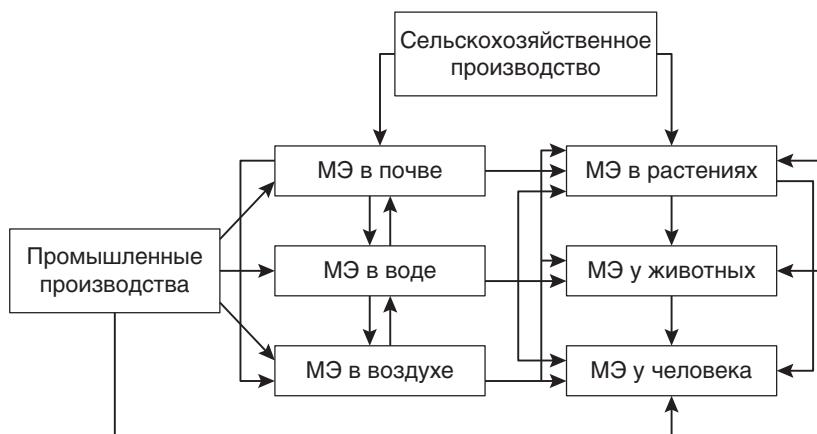 Сельскохозяйственное
производство
МЭ в почве
МЭ в растениях
Промышленные
производства
МЭ в воде
МЭ у животных
МЭ в воздухе
МЭ у человека